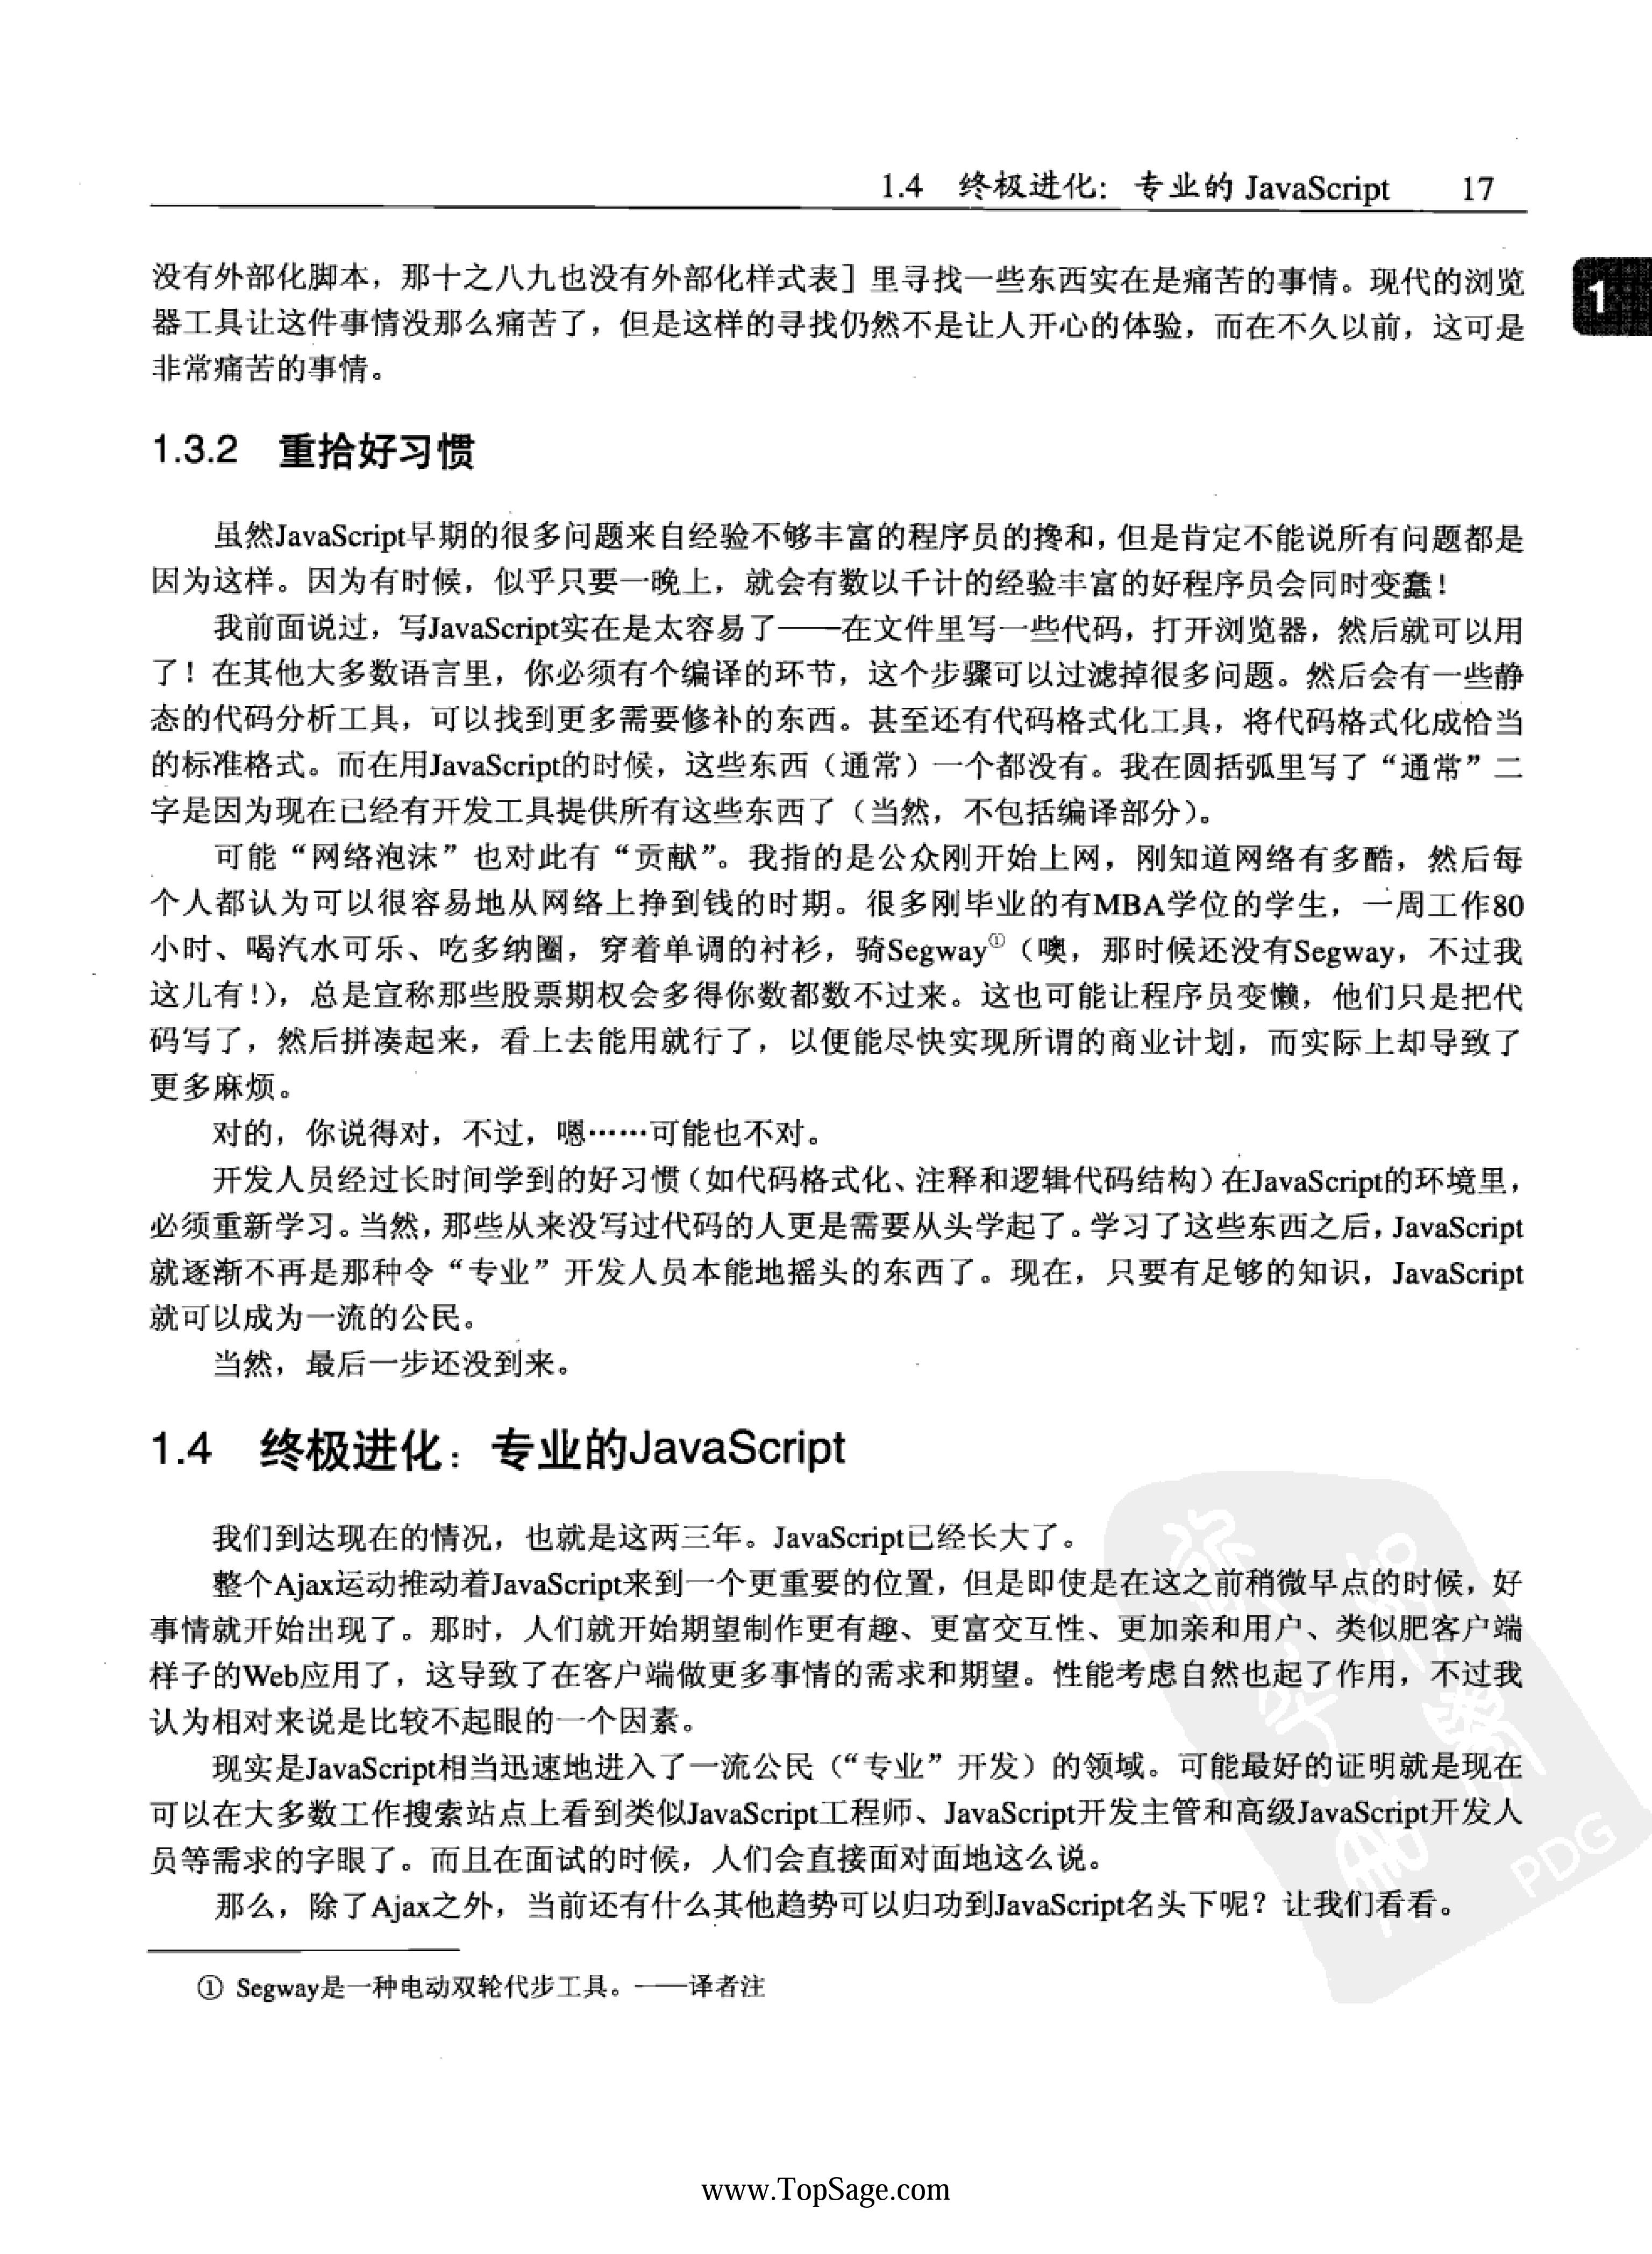 1.4 终极进化：专业的 JavaScript 17
没有外部化脚本，那十之八九也没有外部化样式表］里寻找一些东西实在是痛苦的事情。现代的浏览
器工具让这件事情没那么痛苦了，但是这样的寻找仍然不是让人开心的体验，而在不久以前，这可是
非常痛苦的事情。
1
1.3.2 重拾好习惯
虽然JavaScript早期的很多问题来自经验不够丰富的程序员的搀和，但是肯定不能说所有问题都是
因为这样。因为有时候，似乎只要一晚上，就会有数以千计的经验丰富的好程序员会同时变蠢！
我前面说过，写JavaScript实在是太容易了——在文件里写一些代码，打开浏览器，然后就可以用
了！在其他大多数语言里，你必须有个编译的环节，这个步骤可以过滤掉很多问题。然后会有一些静
态的代码分析工具，可以找到更多需要修补的东西。甚至还有代码格式化工具，将代码格式化成恰当
的标准格式。而在用JavaScript的时候，这些东西（通常）一个都没有。我在圆括弧里写了“通常”二
字是因为现在已经有开发工具提供所有这些东西了（当然，不包括编译部分）。
可能“网络泡沫”也对此有“贡献”。我指的是公众刚开始上网，刚知道网络有多酷，然后每
个人都认为可以很容易地从网络上挣到钱的时期。很多刚毕业的有MBA学位的学生，一周工作80
小时、喝汽水可乐、吃多纳圈，穿着单调的衬衫，骑Segway①（噢，那时候还没有Segway，不过我
这儿有！），总是宣称那些股票期权会多得你数都数不过来。这也可能让程序员变懒，他们只是把代
码写了，然后拼凑起来，看上去能用就行了，以便能尽快实现所谓的商业计划，而实际上却导致了
更多麻烦。
对的，你说得对，不过，嗯……可能也不对。
开发人员经过长时间学到的好习惯（如代码格式化、注释和逻辑代码结构）在JavaScript的环境里，
必须重新学习。当然，那些从来没写过代码的人更是需要从头学起了。学习了这些东西之后，JavaScript
就逐渐不再是那种令“专业”开发人员本能地摇头的东西了。现在，只要有足够的知识，JavaScript
就可以成为一流的公民。
当然，最后一步还没到来。
1.4 终极进化：专业的JavaScript
我们到达现在的情况，也就是这两三年。JavaScript已经长大了。
整个Ajax运动推动着JavaScript来到一个更重要的位置，但是即使是在这之前稍微早点的时候，好
事情就开始出现了。那时，人们就开始期望制作更有趣、更富交互性、更加亲和用户、类似肥客户端
样子的Web应用了，这导致了在客户端做更多事情的需求和期望。性能考虑自然也起了作用，不过我
认为相对来说是比较不起眼的一个因素。
现实是JavaScript相当迅速地进入了一流公民（“专业”开发）的领域。可能最好的证明就是现在
可以在大多数工作搜索站点上看到类似JavaScript工程师、JavaScript开发主管和高级JavaScript开发人
员等需求的字眼了。而且在面试的时候，人们会直接面对面地这么说。
那么，除了Ajax之外，当前还有什么其他趋势可以归功到JavaScript名头下呢？让我们看看。
PDG
① Segway是一种电动双轮代步工具。——译者注
www.TopSage.com